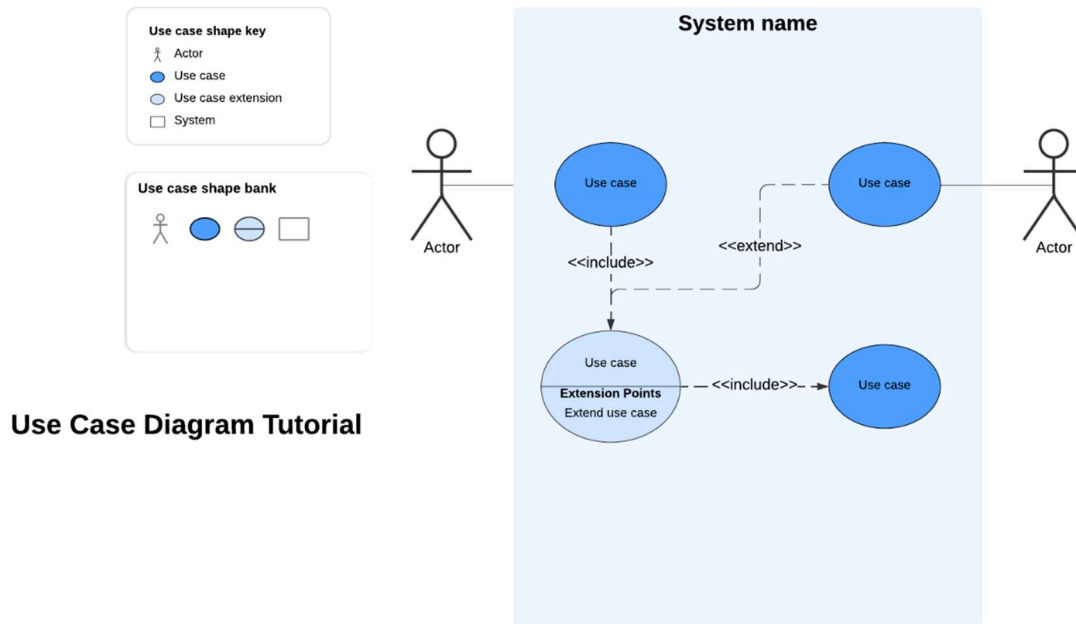 Use case shape key
Actor
Use case
Use case extension
System
Use case shape bank
Use Case Diagram Tutorial
System name
Actor
Use case
Use case
Actor
<<extend>>
<<include>>
Use case
Extension Points
Extend use case
<<include>>
Use case